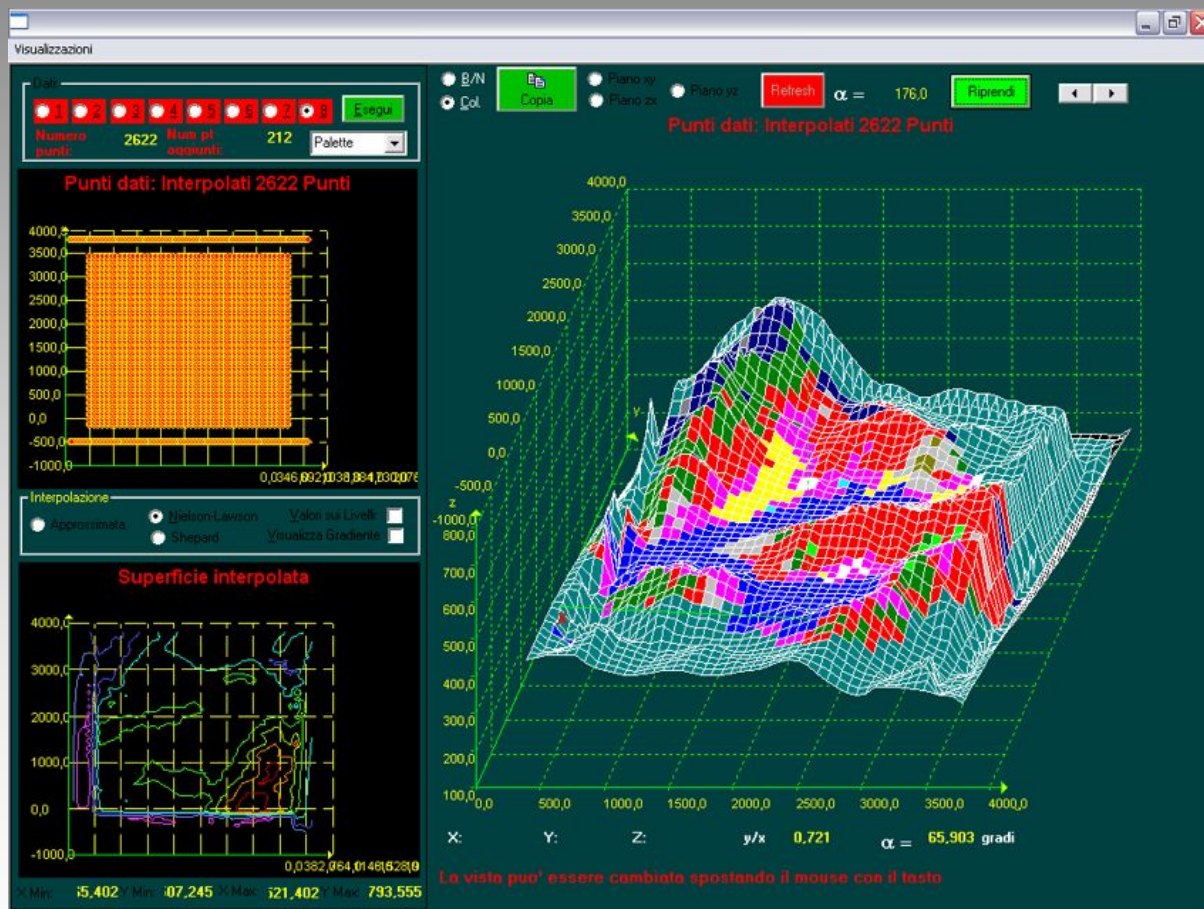 Visualizzazioni
Dati
1 2 3 4 5 6 7 8 Esegui
Numero punti: 2622 Num pt aggiunti: 212 Palette
B/N
Col.
Copia
Piano xy
Piano zx
Piano yz
Refresh
α = 176,0
Riprendi
Punti dati: Interpolati 2622 Punti
4000,0
3500,0
3000,0
2500,0
2000,0
1500,0
1000,0
500,0
0,0
-500,0
-1000,0
Interpolazione
Approssimata
Nielson-Lawson
Shepard
Valori sui Livelli
Visualizza Gradiente
Superficie interpolata
4000,0
3000,0
2000,0
1000,0
0,0
-1000,0
X Min: 5,402 Y Min: 07,245 X Max: 521,402 Y Max: 793,555
Punti dati: Interpolati 2622 Punti
4000,0
3500,0
3000,0
2500,0
2000,0
1500,0
1000,0
500,0
0,0
-500,0
-1000,0
Y
X
z
800,0
700,0
600,0
500,0
400,0
300,0
200,0
100,0
0,0 500,0 1000,0 1500,0 2000,0 2500,0 3000,0 3500,0 4000,0
X: Y: Z: y/x 0,721 α = 65,903 gradi
La vista puo' essere cambiata spostando il mouse con il tasto